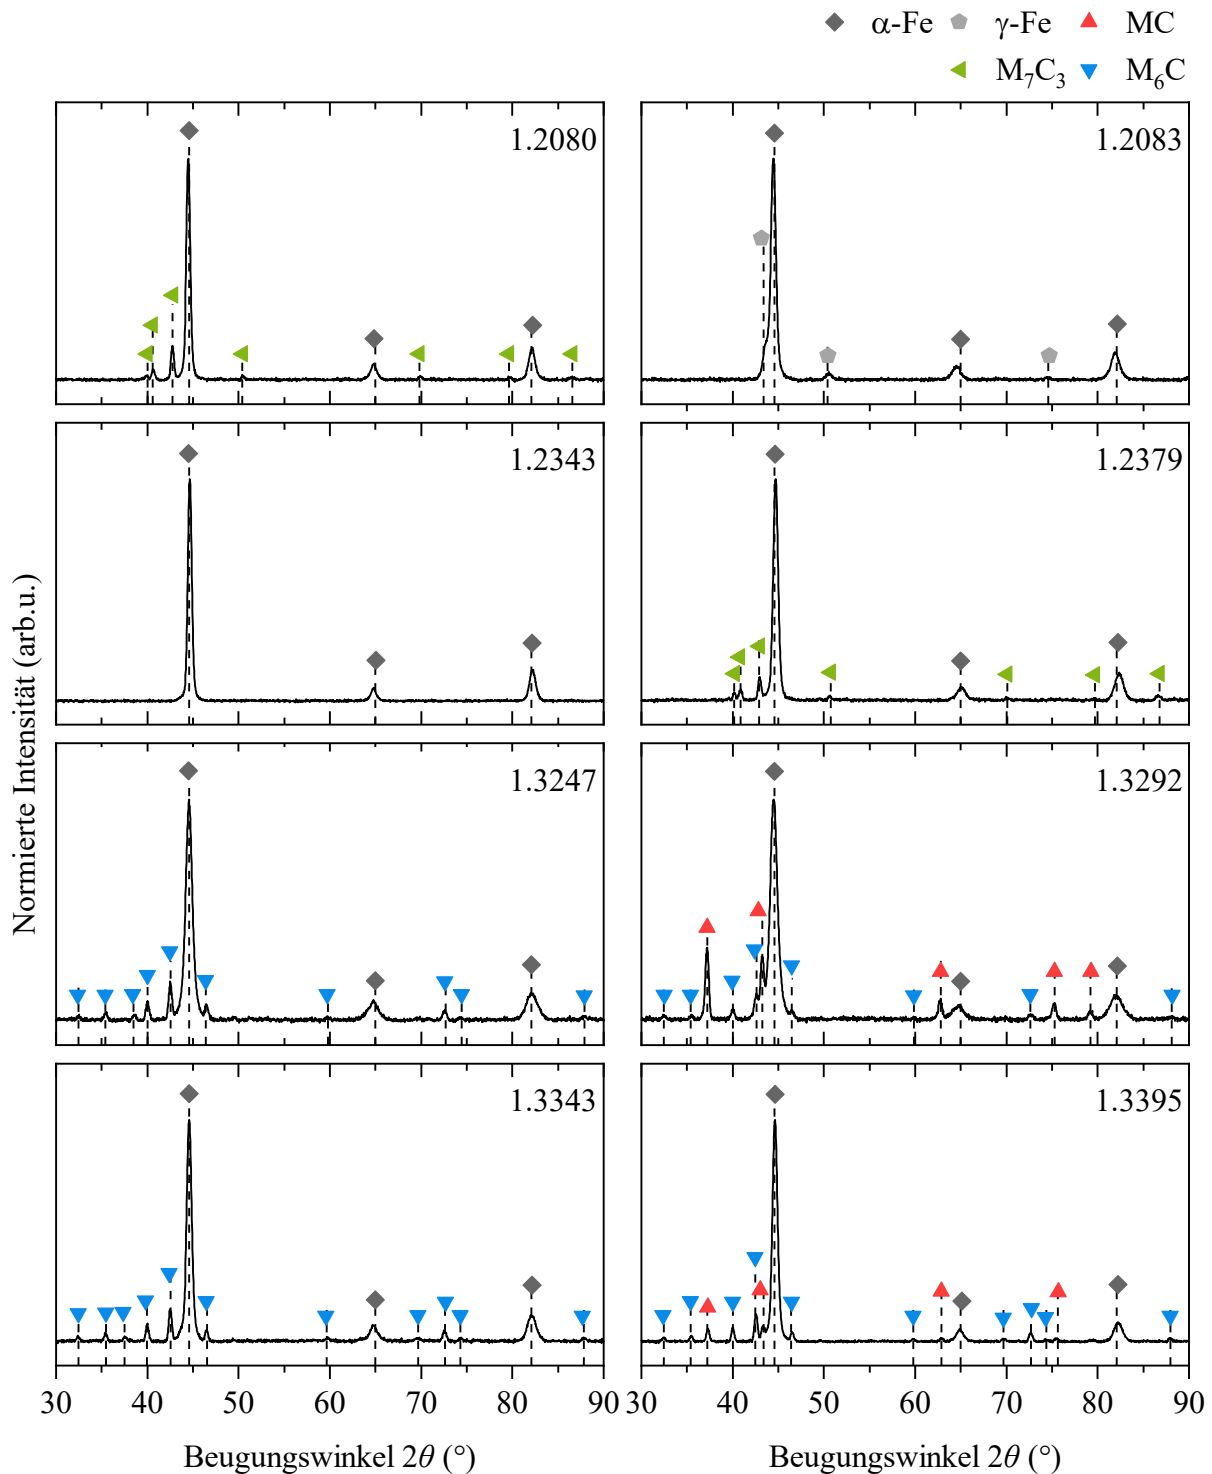 α-Fe γ-Fe MC
M₇C₃ M₆C
1.2080 1.2083
1.2343 1.2379
1.3247 1.3292
1.3343 1.3395
Normierte Intensität (arb.u.)
30 40 50 60 70 80 90 30 40 50 60 70 80 90
Beugungswinkel 2θ (°) Beugungswinkel 2θ (°)